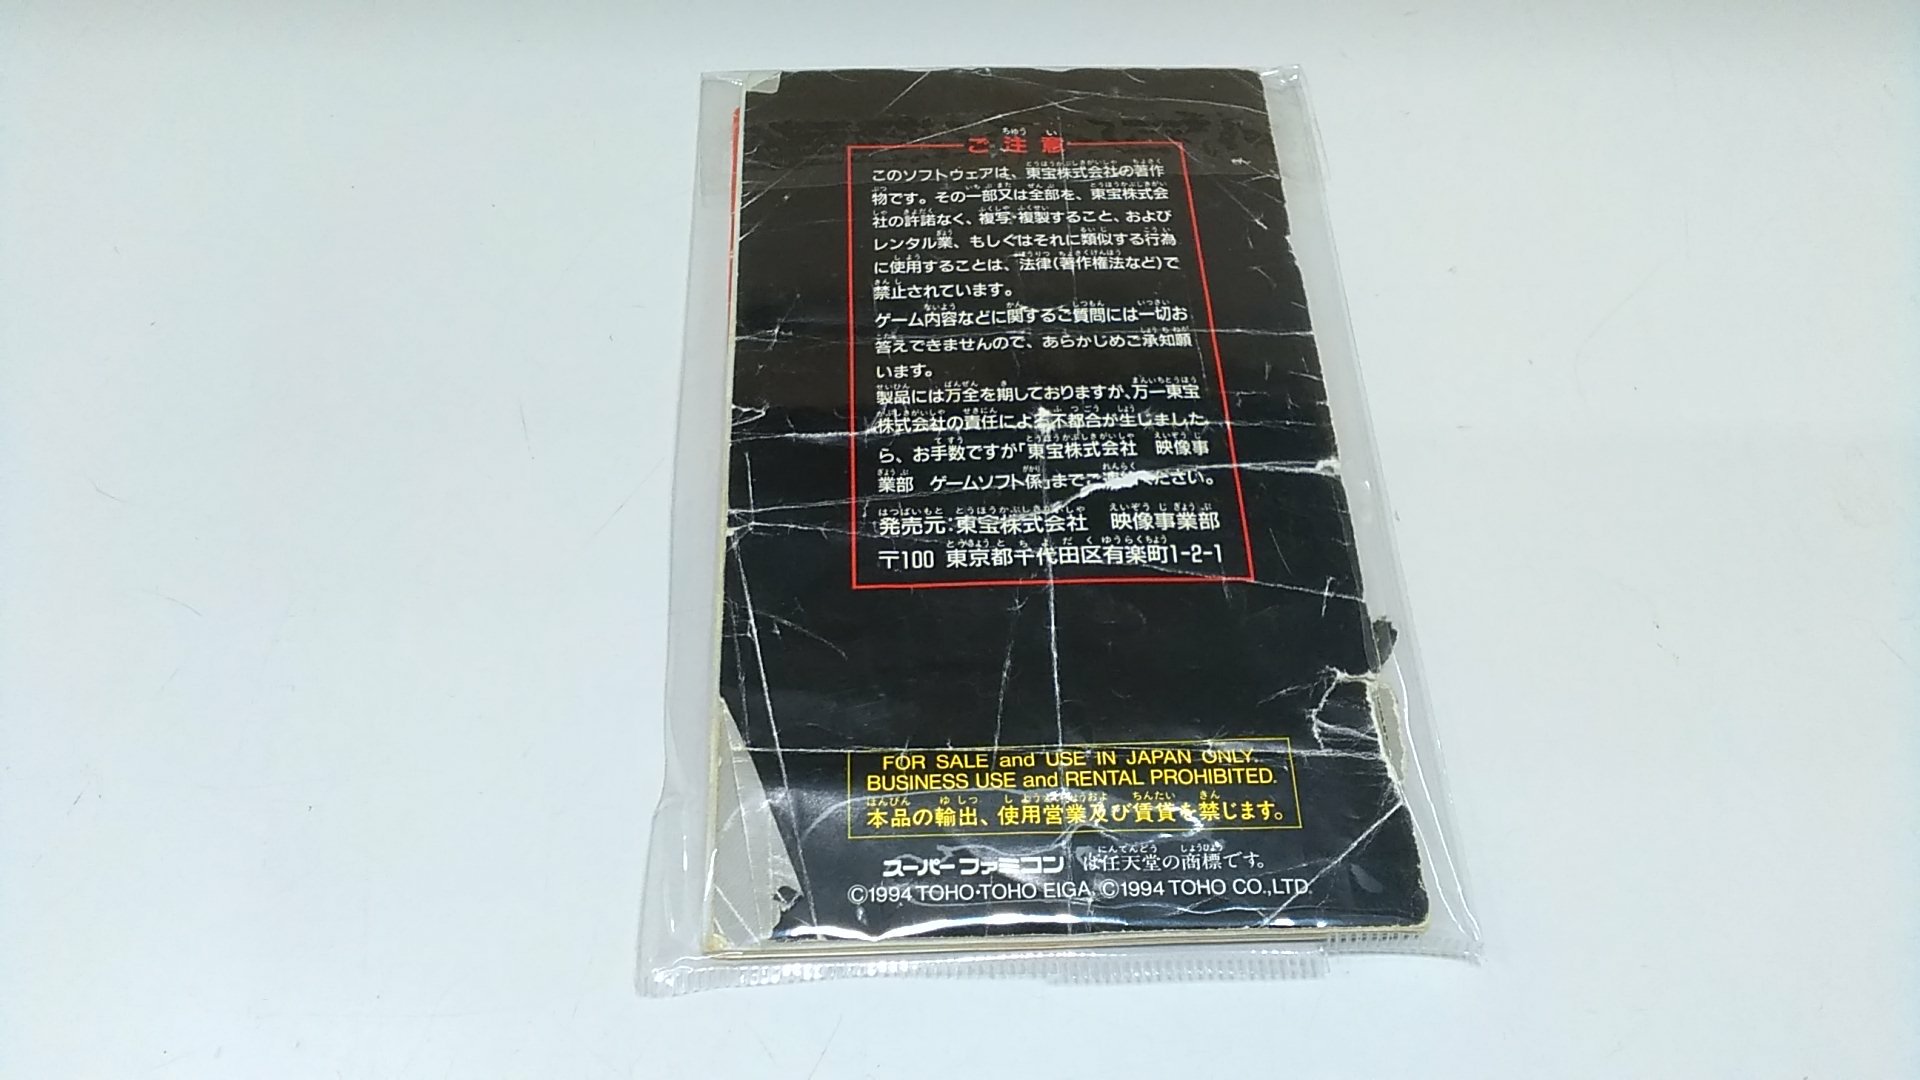 ご注意
このソフトウェアは、東宝株式会社の著作
物です。その一部又は全部を、東宝株式会
社の許諾なく、複写・複製すること、および
レンタル業、もしくはそれに類似する行為
に使用することは、法律(著作権法など)で
禁止されています。
ゲーム内容などに関するご質問には一切お
答えできませんので、あらかじめご承知願
います。
製品には万全を期しておりますが、万一東宝
株式会社の責任による不都合が生じました
ら、お手数ですが「東宝株式会社 映像事
業部 ゲームソフト係」までご連絡ください。
発売元:東宝株式会社 映像事業部
〒100 東京都千代田区有楽町1-2-1
FOR SALE and USE IN JAPAN ONLY.
BUSINESS USE and RENTAL PROHIBITED.
本品の輸出、使用営業及び賃貸を禁じます。
スーパーファミコン は任天堂の商標です。
©1994 TOHO・TOHO EIGA, ©1994 TOHO CO.,LTD.